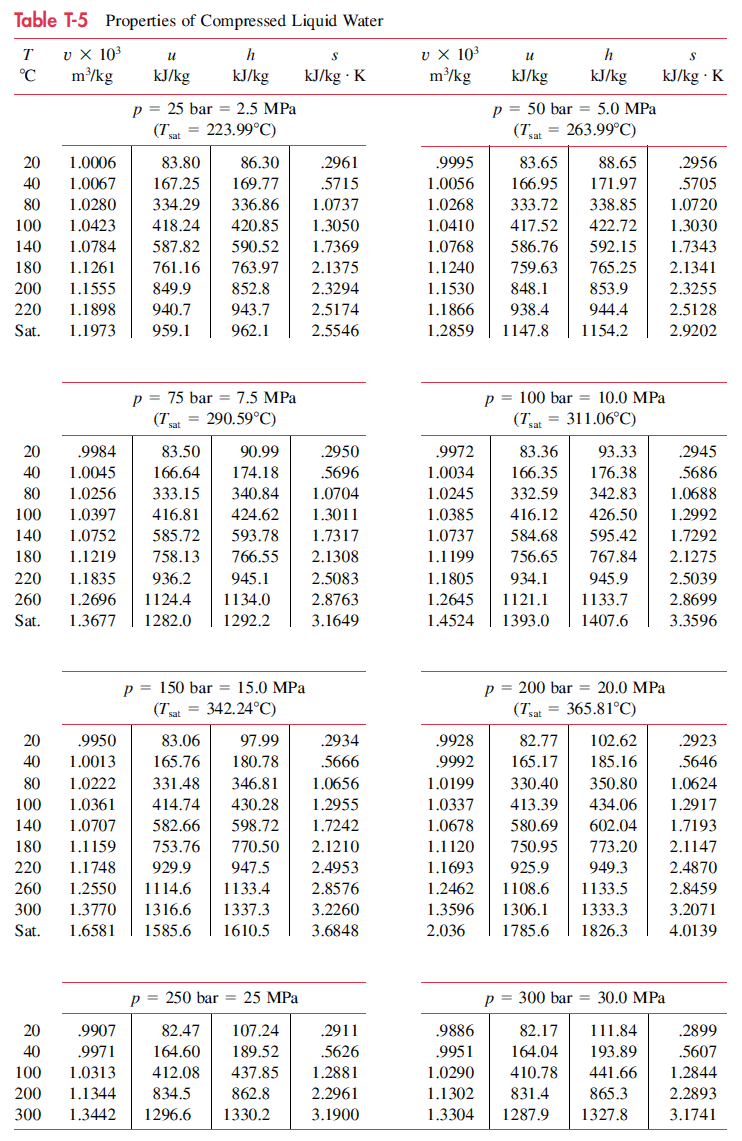 Table T-5 Properties of Compressed Liquid Water
T v × 10³ u h s v × 10³ u h s
°C m³/kg kJ/kg kJ/kg kJ/kg · K m³/kg kJ/kg kJ/kg kJ/kg · K
p = 25 bar = 2.5 MPa p = 50 bar = 5.0 MPa
(Tsat = 223.99°C) (Tsat = 263.99°C)
20 1.0006 83.80 86.30 .2961 .9995 83.65 88.65 .2956
40 1.0067 167.25 169.77 .5715 1.0056 166.95 171.97 .5705
80 1.0280 334.29 336.86 1.0737 1.0268 333.72 338.85 1.0720
100 1.0423 418.24 420.85 1.3050 1.0410 417.52 422.72 1.3030
140 1.0784 587.82 590.52 1.7369 1.0768 586.76 592.15 1.7343
180 1.1261 761.16 763.97 2.1375 1.1240 759.63 765.25 2.1341
200 1.1555 849.9 852.8 2.3294 1.1530 848.1 853.9 2.3255
220 1.1898 940.7 943.7 2.5174 1.1866 938.4 944.4 2.5128
Sat. 1.1973 959.1 962.1 2.5546 1.2859 1147.8 1154.2 2.9202
p = 75 bar = 7.5 MPa p = 100 bar = 10.0 MPa
(Tsat = 290.59°C) (Tsat = 311.06°C)
20 .9984 83.50 90.99 .2950 .9972 83.36 93.33 .2945
40 1.0045 166.64 174.18 .5696 1.0034 166.35 176.38 .5686
80 1.0256 333.15 340.84 1.0704 1.0245 332.59 342.83 1.0688
100 1.0397 416.81 424.62 1.3011 1.0385 416.12 426.50 1.2992
140 1.0752 585.72 593.78 1.7317 1.0737 584.68 595.42 1.7292
180 1.1219 758.13 766.55 2.1308 1.1199 756.65 767.84 2.1275
220 1.1835 936.2 945.1 2.5083 1.1805 934.1 945.9 2.5039
260 1.2696 1124.4 1134.0 2.8763 1.2645 1121.1 1133.7 2.8699
Sat. 1.3677 1282.0 1292.2 3.1649 1.4524 1393.0 1407.6 3.3596
p = 150 bar = 15.0 MPa p = 200 bar = 20.0 MPa
(Tsat = 342.24°C) (Tsat = 365.81°C)
20 .9950 83.06 97.99 .2934 .9928 82.77 102.62 .2923
40 1.0013 165.76 180.78 .5666 .9992 165.17 185.16 .5646
80 1.0222 331.48 346.81 1.0656 1.0199 330.40 350.80 1.0624
100 1.0361 414.74 430.28 1.2955 1.0337 413.39 434.06 1.2917
140 1.0707 582.66 598.72 1.7242 1.0678 580.69 602.04 1.7193
180 1.1159 753.76 770.50 2.1210 1.1120 750.95 773.20 2.1147
220 1.1748 929.9 947.5 2.4953 1.1693 925.9 949.3 2.4870
260 1.2550 1114.6 1133.4 2.8576 1.2462 1108.6 1133.5 2.8459
300 1.3770 1316.6 1337.3 3.2260 1.3596 1306.1 1333.3 3.2071
Sat. 1.6581 1585.6 1610.5 3.6848 2.036 1785.6 1826.3 4.0139
p = 250 bar = 25 MPa p = 300 bar = 30.0 MPa
20 .9907 82.47 107.24 .2911 .9886 82.17 111.84 .2899
40 .9971 164.60 189.52 .5626 .9951 164.04 193.89 .5607
100 1.0313 412.08 437.85 1.2881 1.0290 410.78 441.66 1.2844
200 1.1344 834.5 862.8 2.2961 1.1302 831.4 865.3 2.2893
300 1.3442 1296.6 1330.2 3.1900 1.3304 1287.9 1327.8 3.1741